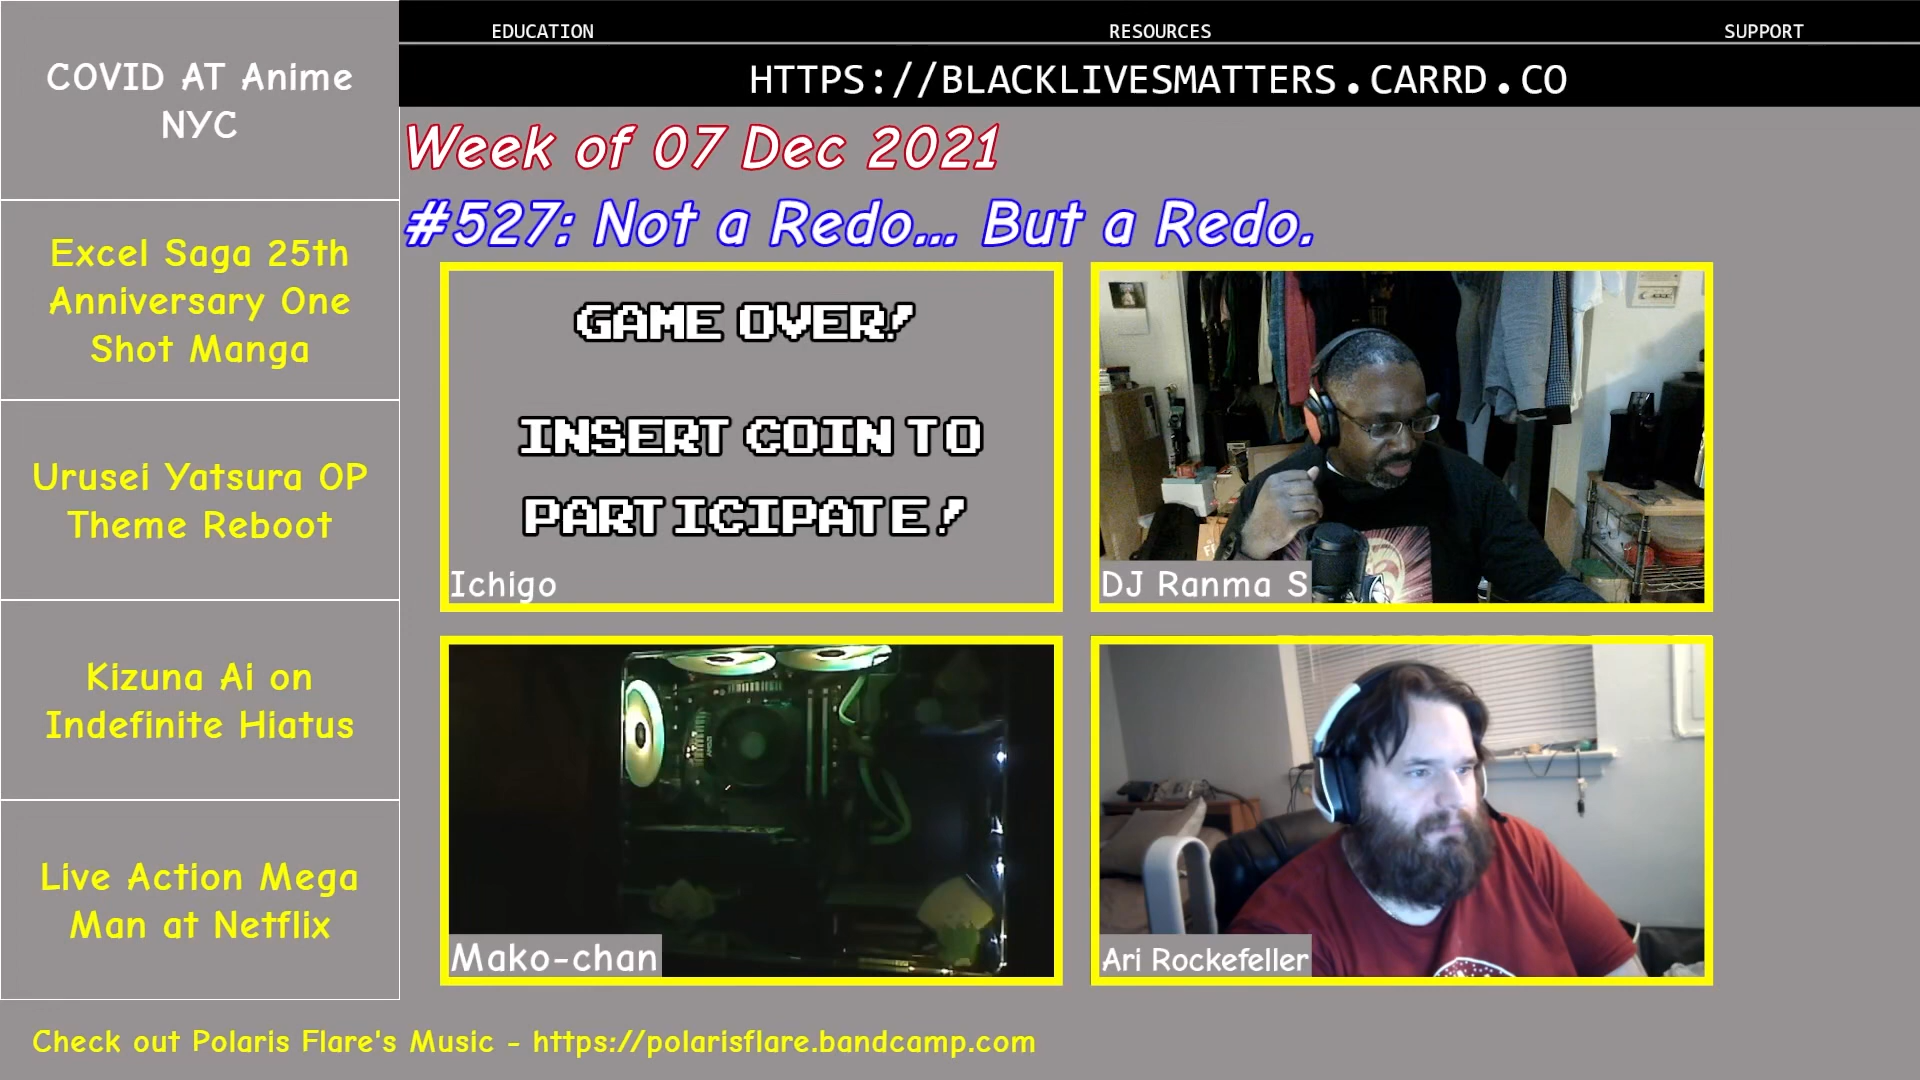 EDUCATION
RESOURCES
SUPPORT
HTTPS://BLACKLIVESMATTERS.CARRD.CO
COVID AT Anime
NYC
Excel Saga 25th
Anniversary One
Shot Manga
Urusei Yatsura OP
Theme Reboot
Kizuna Ai on
Indefinite Hiatus
Live Action Mega
Man at Netflix
Week of 07 Dec 2021
#527: Not a Redo... But a Redo.
GAME OVER!
INSERT COIN TO
PARTICIPATE!
Ichigo
DJ Ranma S
Mako-chan
Ari Rockefeller
Check out Polaris Flare's Music - https://polarisflare.bandcamp.com